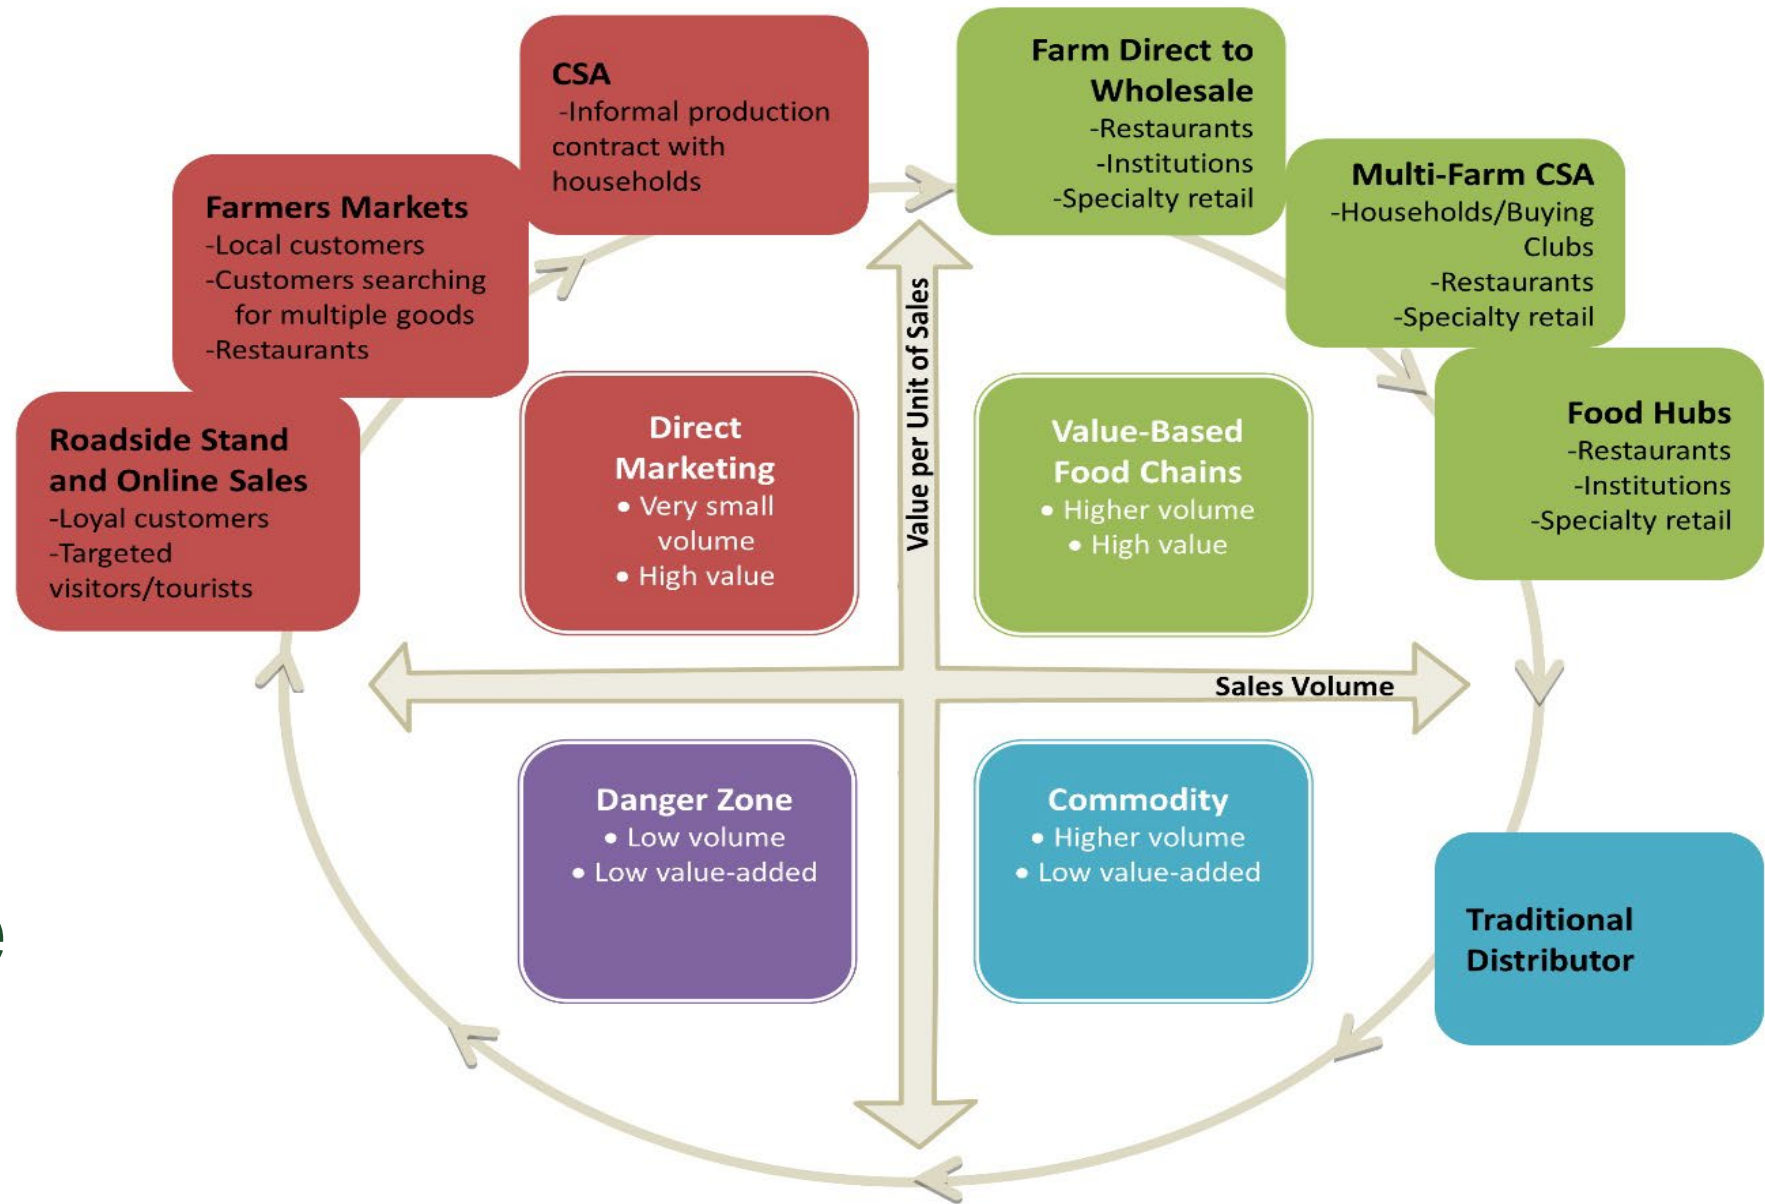 CSA
-Informal production
contract with
households
Farm Direct to
Wholesale
-Restaurants
-Institutions
-Specialty retail
Farmers Markets
-Local customers
-Customers searching
for multiple goods
-Restaurants
Multi-Farm CSA
-Households/Buying
Clubs
-Restaurants
-Specialty retail
Roadside Stand
and Online Sales
-Loyal customers
-Targeted
visitors/tourists
Direct
Marketing
• Very small
volume
• High value
Value per Unit of Sales
Value-Based
Food Chains
• Higher volume
• High value
Food Hubs
-Restaurants
-Institutions
-Specialty retail
Sales Volume
Danger Zone
• Low volume
• Low value-added
Commodity
• Higher volume
• Low value-added
Traditional
Distributor
e